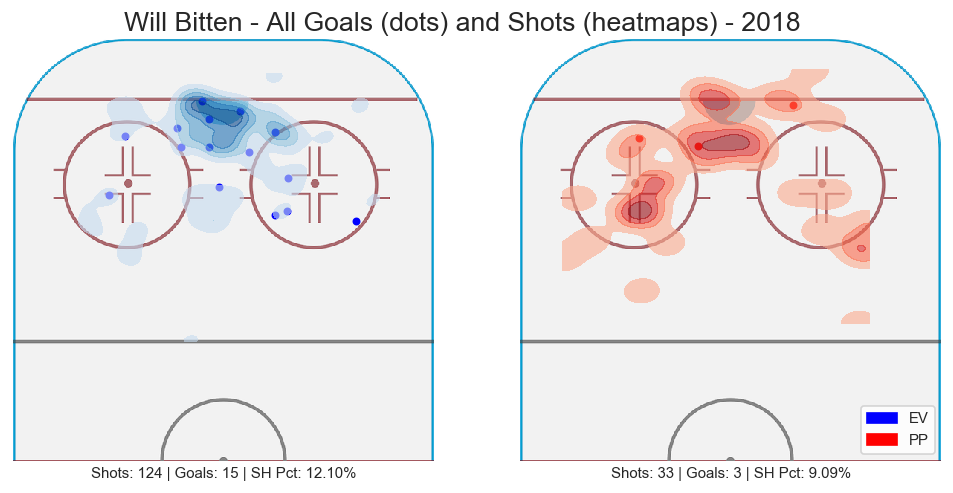 Will Bitten - All Goals (dots) and Shots (heatmaps) - 2018
EV
PP
Shots: 124 | Goals: 15 | SH Pct: 12.10%
Shots: 33 | Goals: 3 | SH Pct: 9.09%